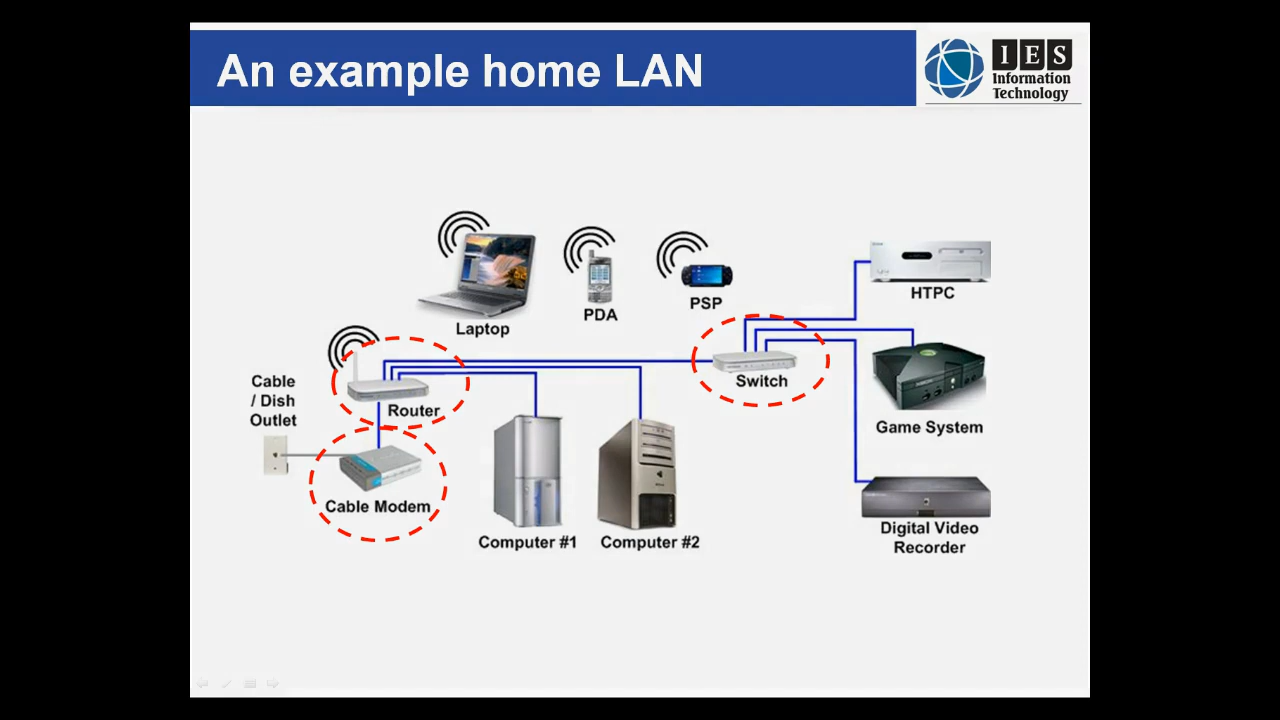 An example home LAN
IES
Information
Technology
Laptop
PDA
PSP
HTPC
Switch
Game System
Cable
/ Dish
Outlet
Router
Cable Modem
Computer #1
Computer #2
Digital Video
Recorder